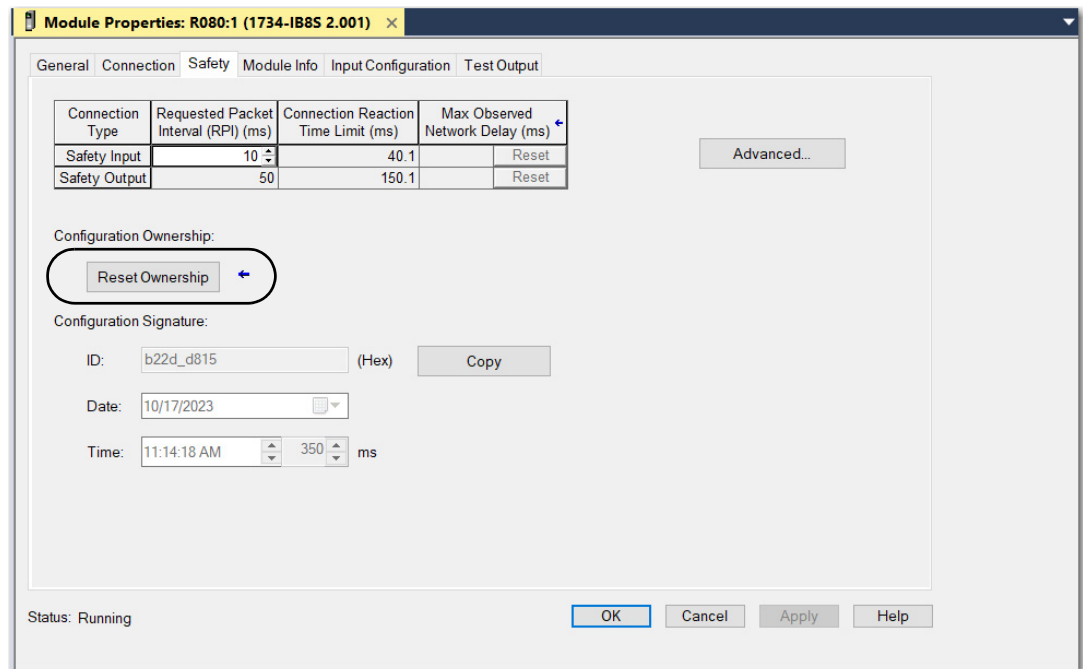 Module Properties: R080:1 (1734-IB8S 2.001) ×
General Connection Safety Module Info Input Configuration Test Output
Connection Type Requested Packet Interval (RPI) (ms) Connection Reaction Time Limit (ms) Max Observed Network Delay (ms)
Safety Input 10 40.1 Reset
Safety Output 50 150.1 Reset
Advanced...
Configuration Ownership:
Reset Ownership
Configuration Signature:
ID: b22d_d815 (Hex) Copy
Date: 10/17/2023
Time: 11:14:18 AM 350 ms
Status: Running OK Cancel Apply Help